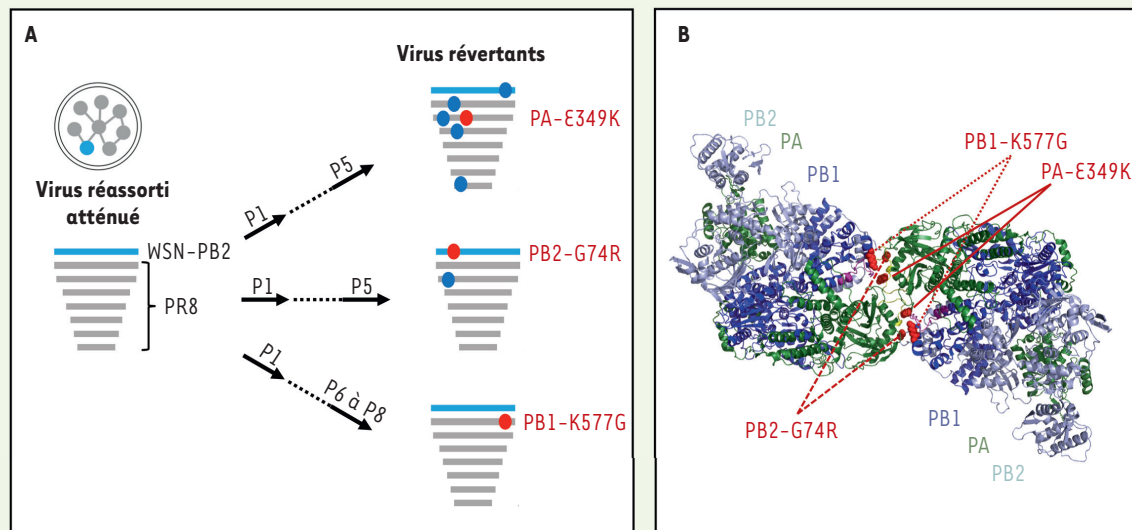 A
Virus réassorti
atténué
WSN-PB2
PR8
P1
P5
P1
P5
P1
P6 à P8
Virus révertants
PA-E349K
PB2-G74R
PB1-K577G
B
PB2
PA
PB1
PB1-K577G
PA-E349K
PB2-G74R
PB1
PA
PB2